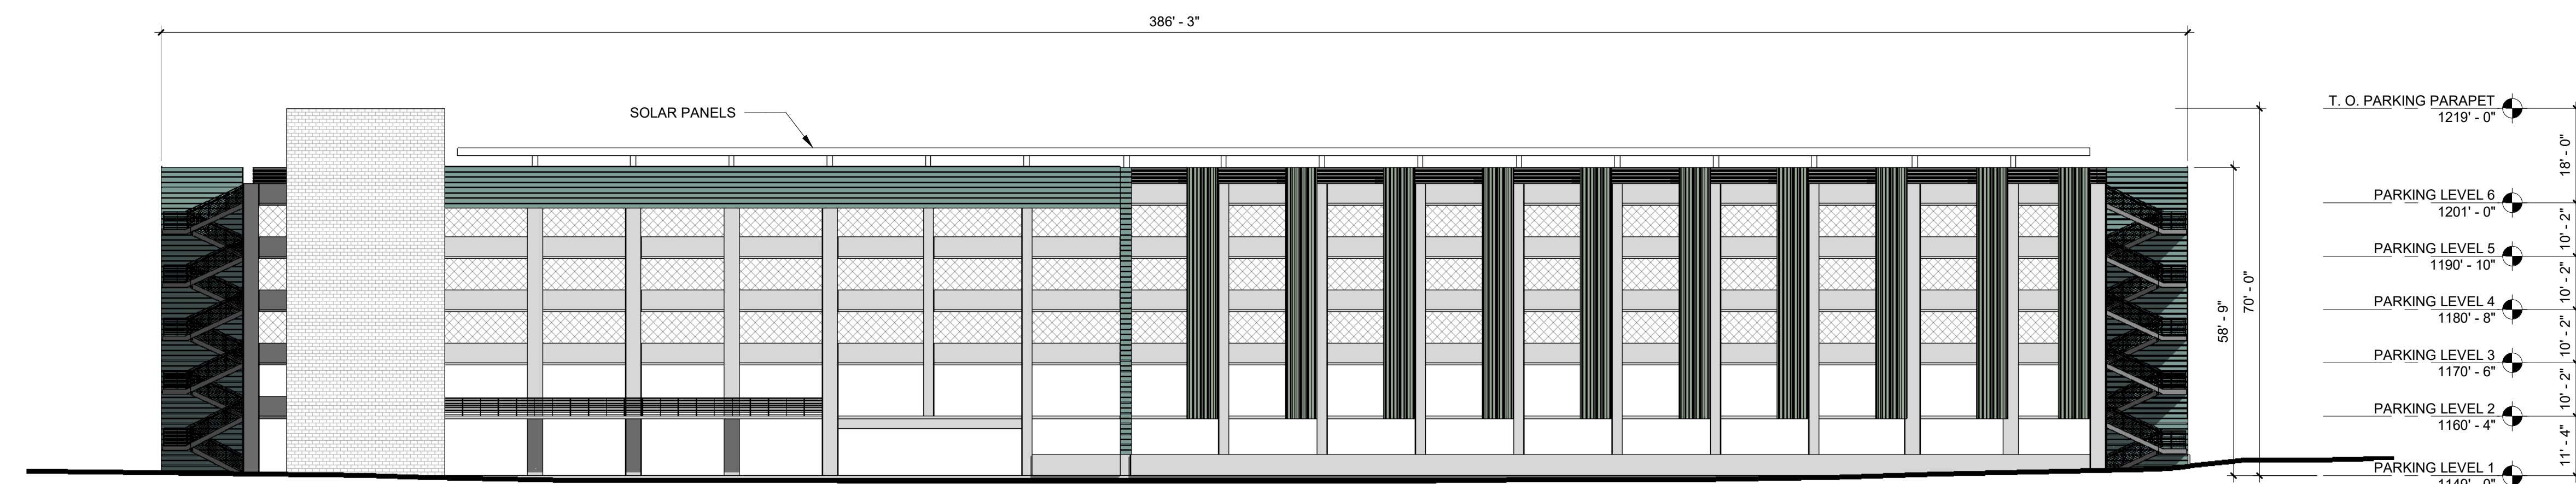 386' - 3"
SOLAR PANELS
T. O. PARKING PARAPET
1219' - 0"
18' - 0"
PARKING LEVEL 6
1201' - 0"
10' - 2"
PARKING LEVEL 5
1190' - 10"
10' - 2"
PARKING LEVEL 4
1180' - 8"
10' - 2"
PARKING LEVEL 3
1170' - 6"
10' - 2"
PARKING LEVEL 2
1160' - 4"
11' - 4"
PARKING LEVEL 1
1149' - 0"
58' - 9"
70' - 0"